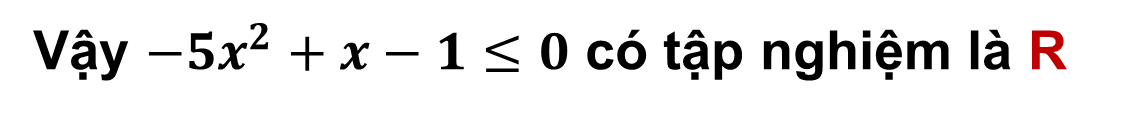 Vậy −5x² + x − 1 ≤ 0 có tập nghiệm là R